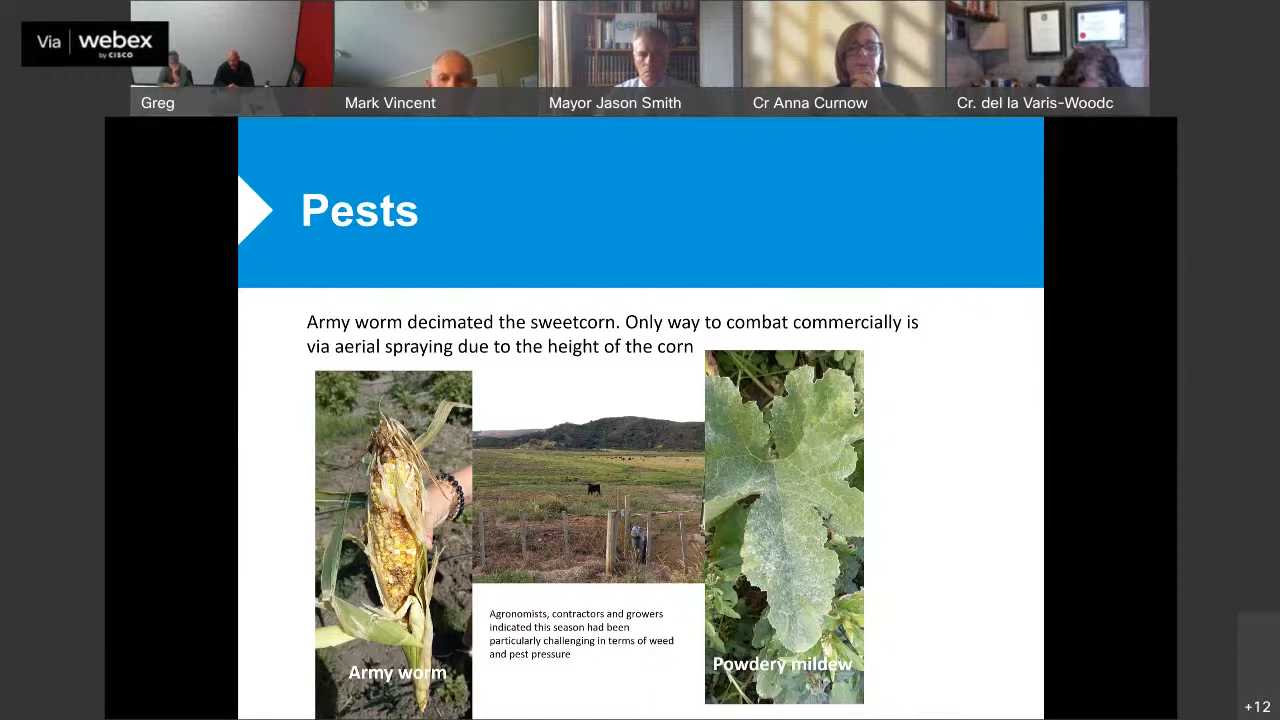 Via webex
by CISCO
Greg
Mark Vincent
Mayor Jason Smith
Cr Anna Curnow
Cr. del la Varis-Woodc
Pests
Army worm decimated the sweetcorn. Only way to combat commercially is
via aerial spraying due to the height of the corn
Agronomists, contractors and growers
indicated this season had been
particularly challenging in terms of weed
and pest pressure
Army worm
Powdery mildew
+12